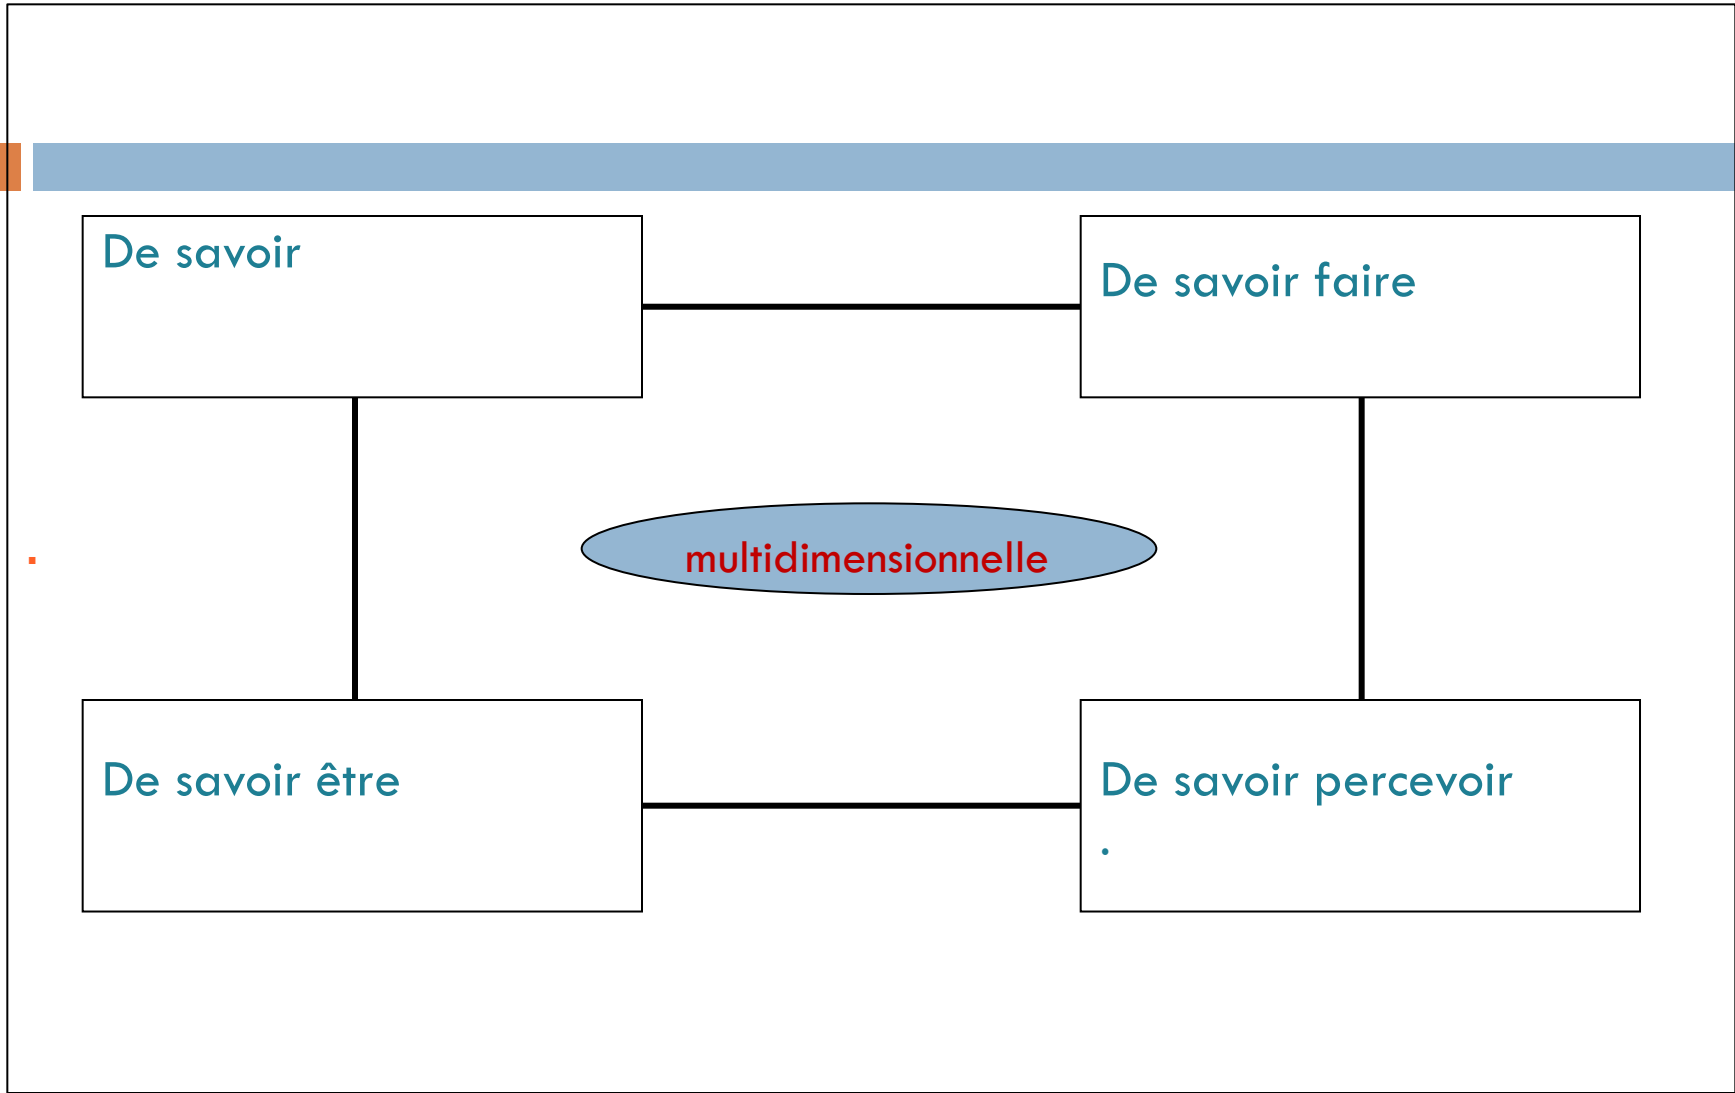 De savoir
De savoir faire
multidimensionnelle
De savoir être
De savoir percevoir
.